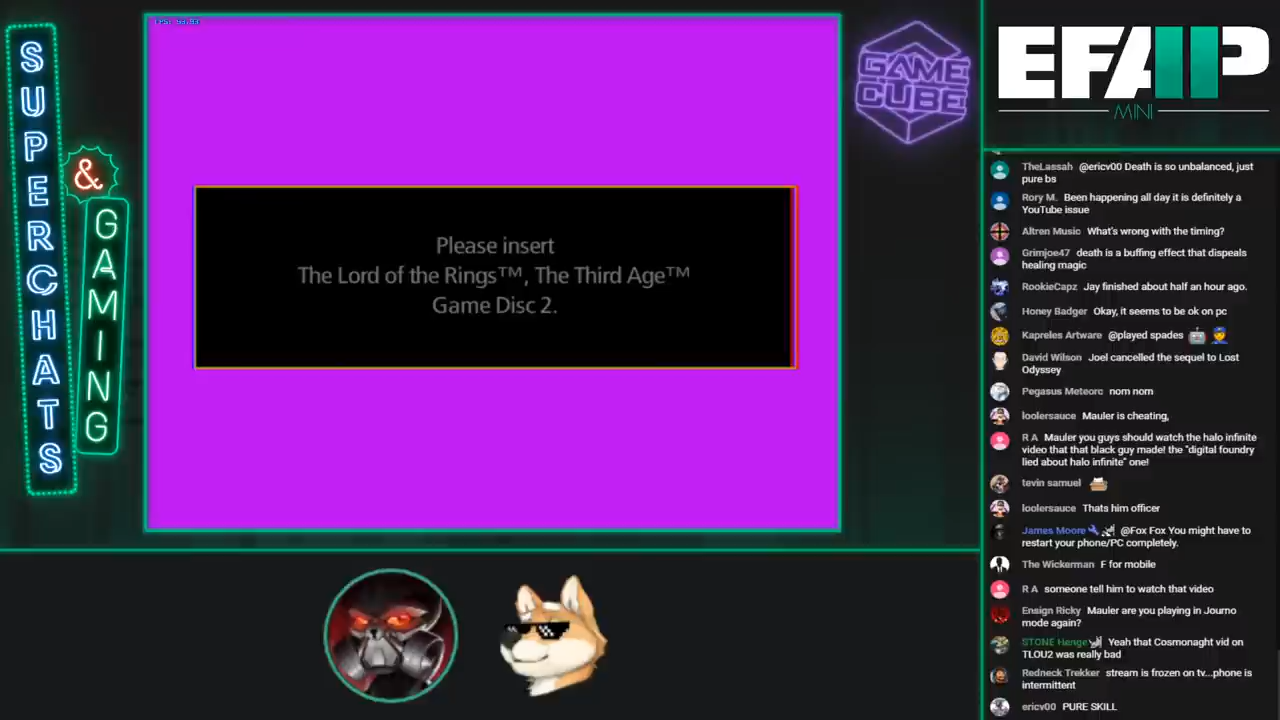 SUPERCHATS
&
GAMING
GAME
CUBE
EFAP
MINI
Please insert
The Lord of the Rings™, The Third Age™
Game Disc 2.
TheLassah @ericv00 Death is so unbalanced, just
pure bs
Rory M. Been happening all day it is definitely a
YouTube issue
Altren Music What's wrong with the timing?
Grimjoe47 death is a buffing effect that dispeals
healing magic
RookieCapz Jay finished about half an hour ago.
Honey Badger Okay, it seems to be ok on pc
Kapreles Artware @played spades 🤖 👮
David Wilson Joel cancelled the sequel to Lost
Odyssey
Pegasus Meteorc nom nom
loolersauce Mauler is cheating,
R A Mauler you guys should watch the halo infinite
video that that black guy made! the "digital foundry
lied about halo infinite" one!
tevin samuel
loolersauce Thats him officer
James Moore @Fox Fox You might have to
restart your phone/PC completely.
The Wickerman F for mobile
R A someone tell him to watch that video
Ensign Ricky Mauler are you playing in Journo
mode again?
STONE Henge Yeah that Cosmonaght vid on
TLOU2 was really bad
Redneck Trekker stream is frozen on tv...phone is
intermittent
ericv00 PURE SKILL